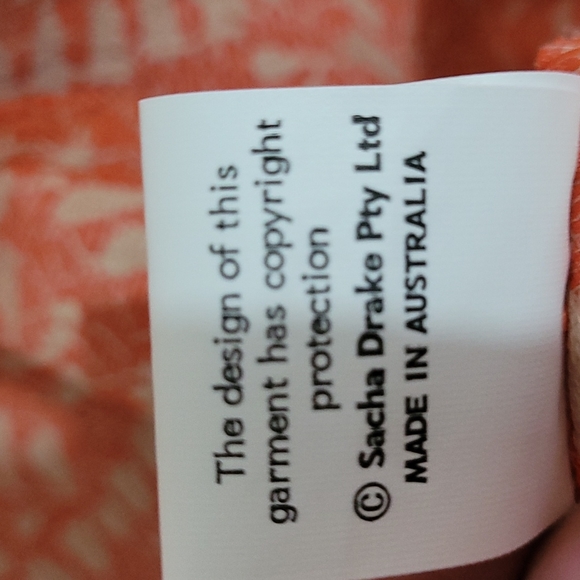 The design of this
garment has copyright
protection
© Sacha Drake Pty Ltd
MADE IN AUSTRALIA